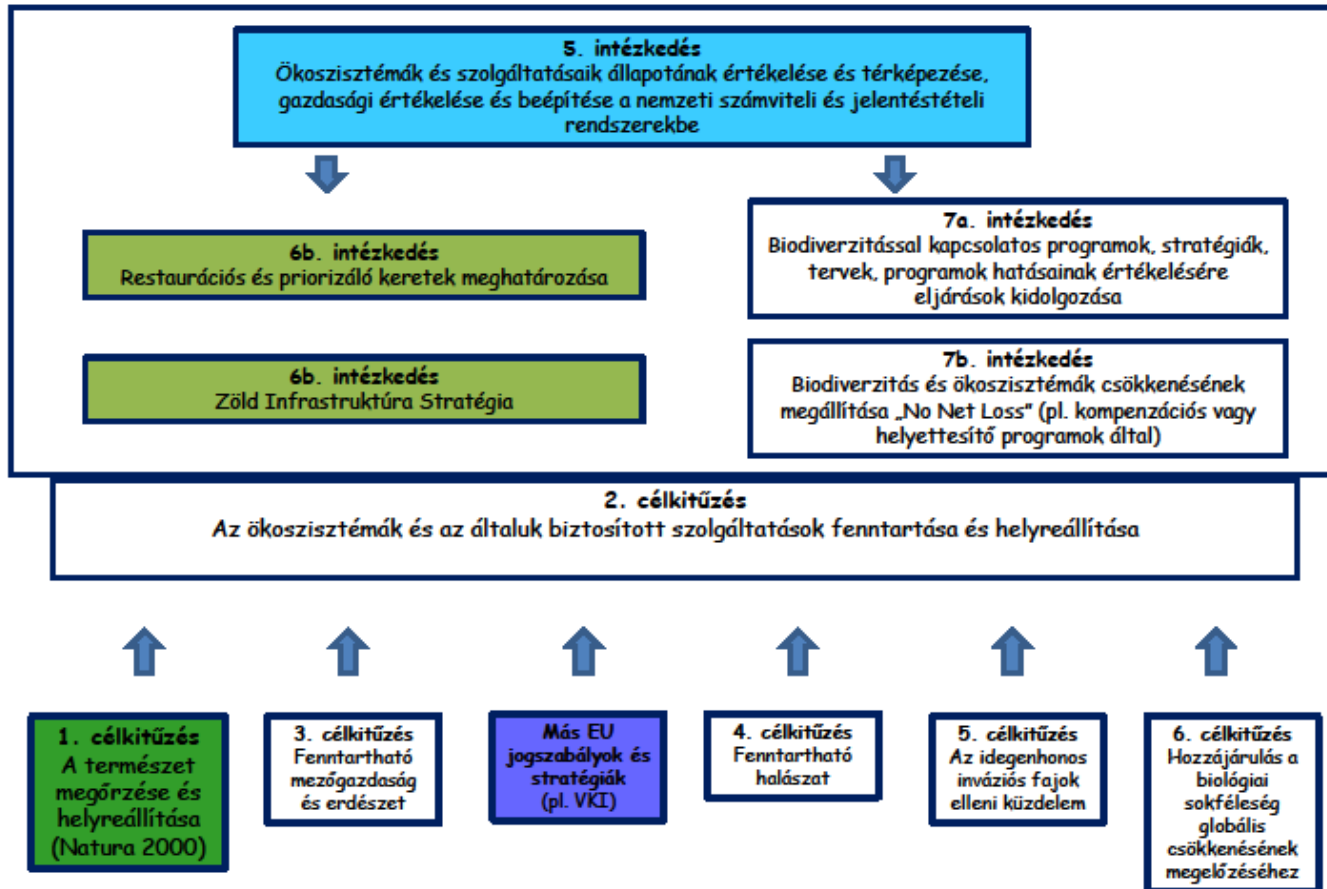 5. intézkedés
Ökoszisztémák és szolgáltatásaik állapotának értékelése és térképezése,
gazdasági értékelése és beépítése a nemzeti számviteli és jelentéstételi
rendszerekbe
6b. intézkedés
Restaurációs és priorizáló keretek meghatározása
7a. intézkedés
Biodiverzitással kapcsolatos programok, stratégiák,
tervek, programok hatásainak értékelésére
eljárások kidolgozása
6b. intézkedés
Zöld Infrastruktúra Stratégia
7b. intézkedés
Biodiverzitás és ökoszisztémák csökkenésének
megállítása „No Net Loss” (pl. kompenzációs vagy
helyettesítő programok által)
2. célkitűzés
Az ökoszisztémák és az általuk biztosított szolgáltatások fenntartása és helyreállítása
1. célkitűzés
A természet
megőrzése és
helyreállítása
(Natura 2000)
3. célkitűzés
Fenntartható
mezőgazdaság
és erdészet
Más EU
jogszabályok és
stratégiák
(pl. VKI)
4. célkitűzés
Fenntartható
halászat
5. célkitűzés
Az idegenhonos
inváziós fajok
elleni küzdelem
6. célkitűzés
Hozzájárulás a
biológiai
sokféleség
globális
csökkenésének
megelőzéséhez